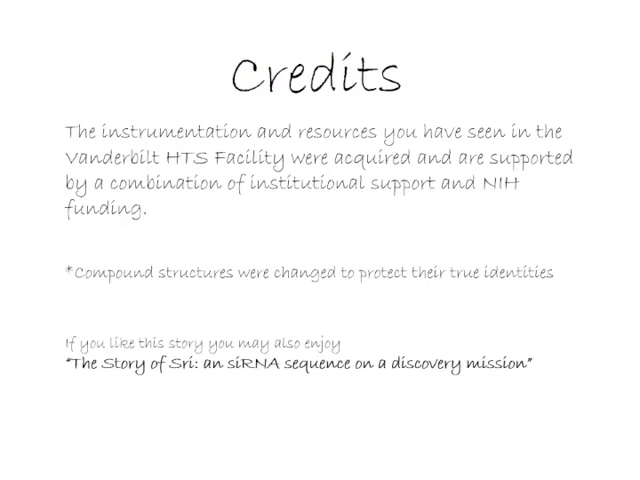 Credits
The instrumentation and resources you have seen in the
Vanderbilt HTS Facility were acquired and are supported
by a combination of institutional support and NIH
funding.
*Compound structures were changed to protect their true identities
If you like this story you may also enjoy
“The Story of Sri: an siRNA sequence on a discovery mission”